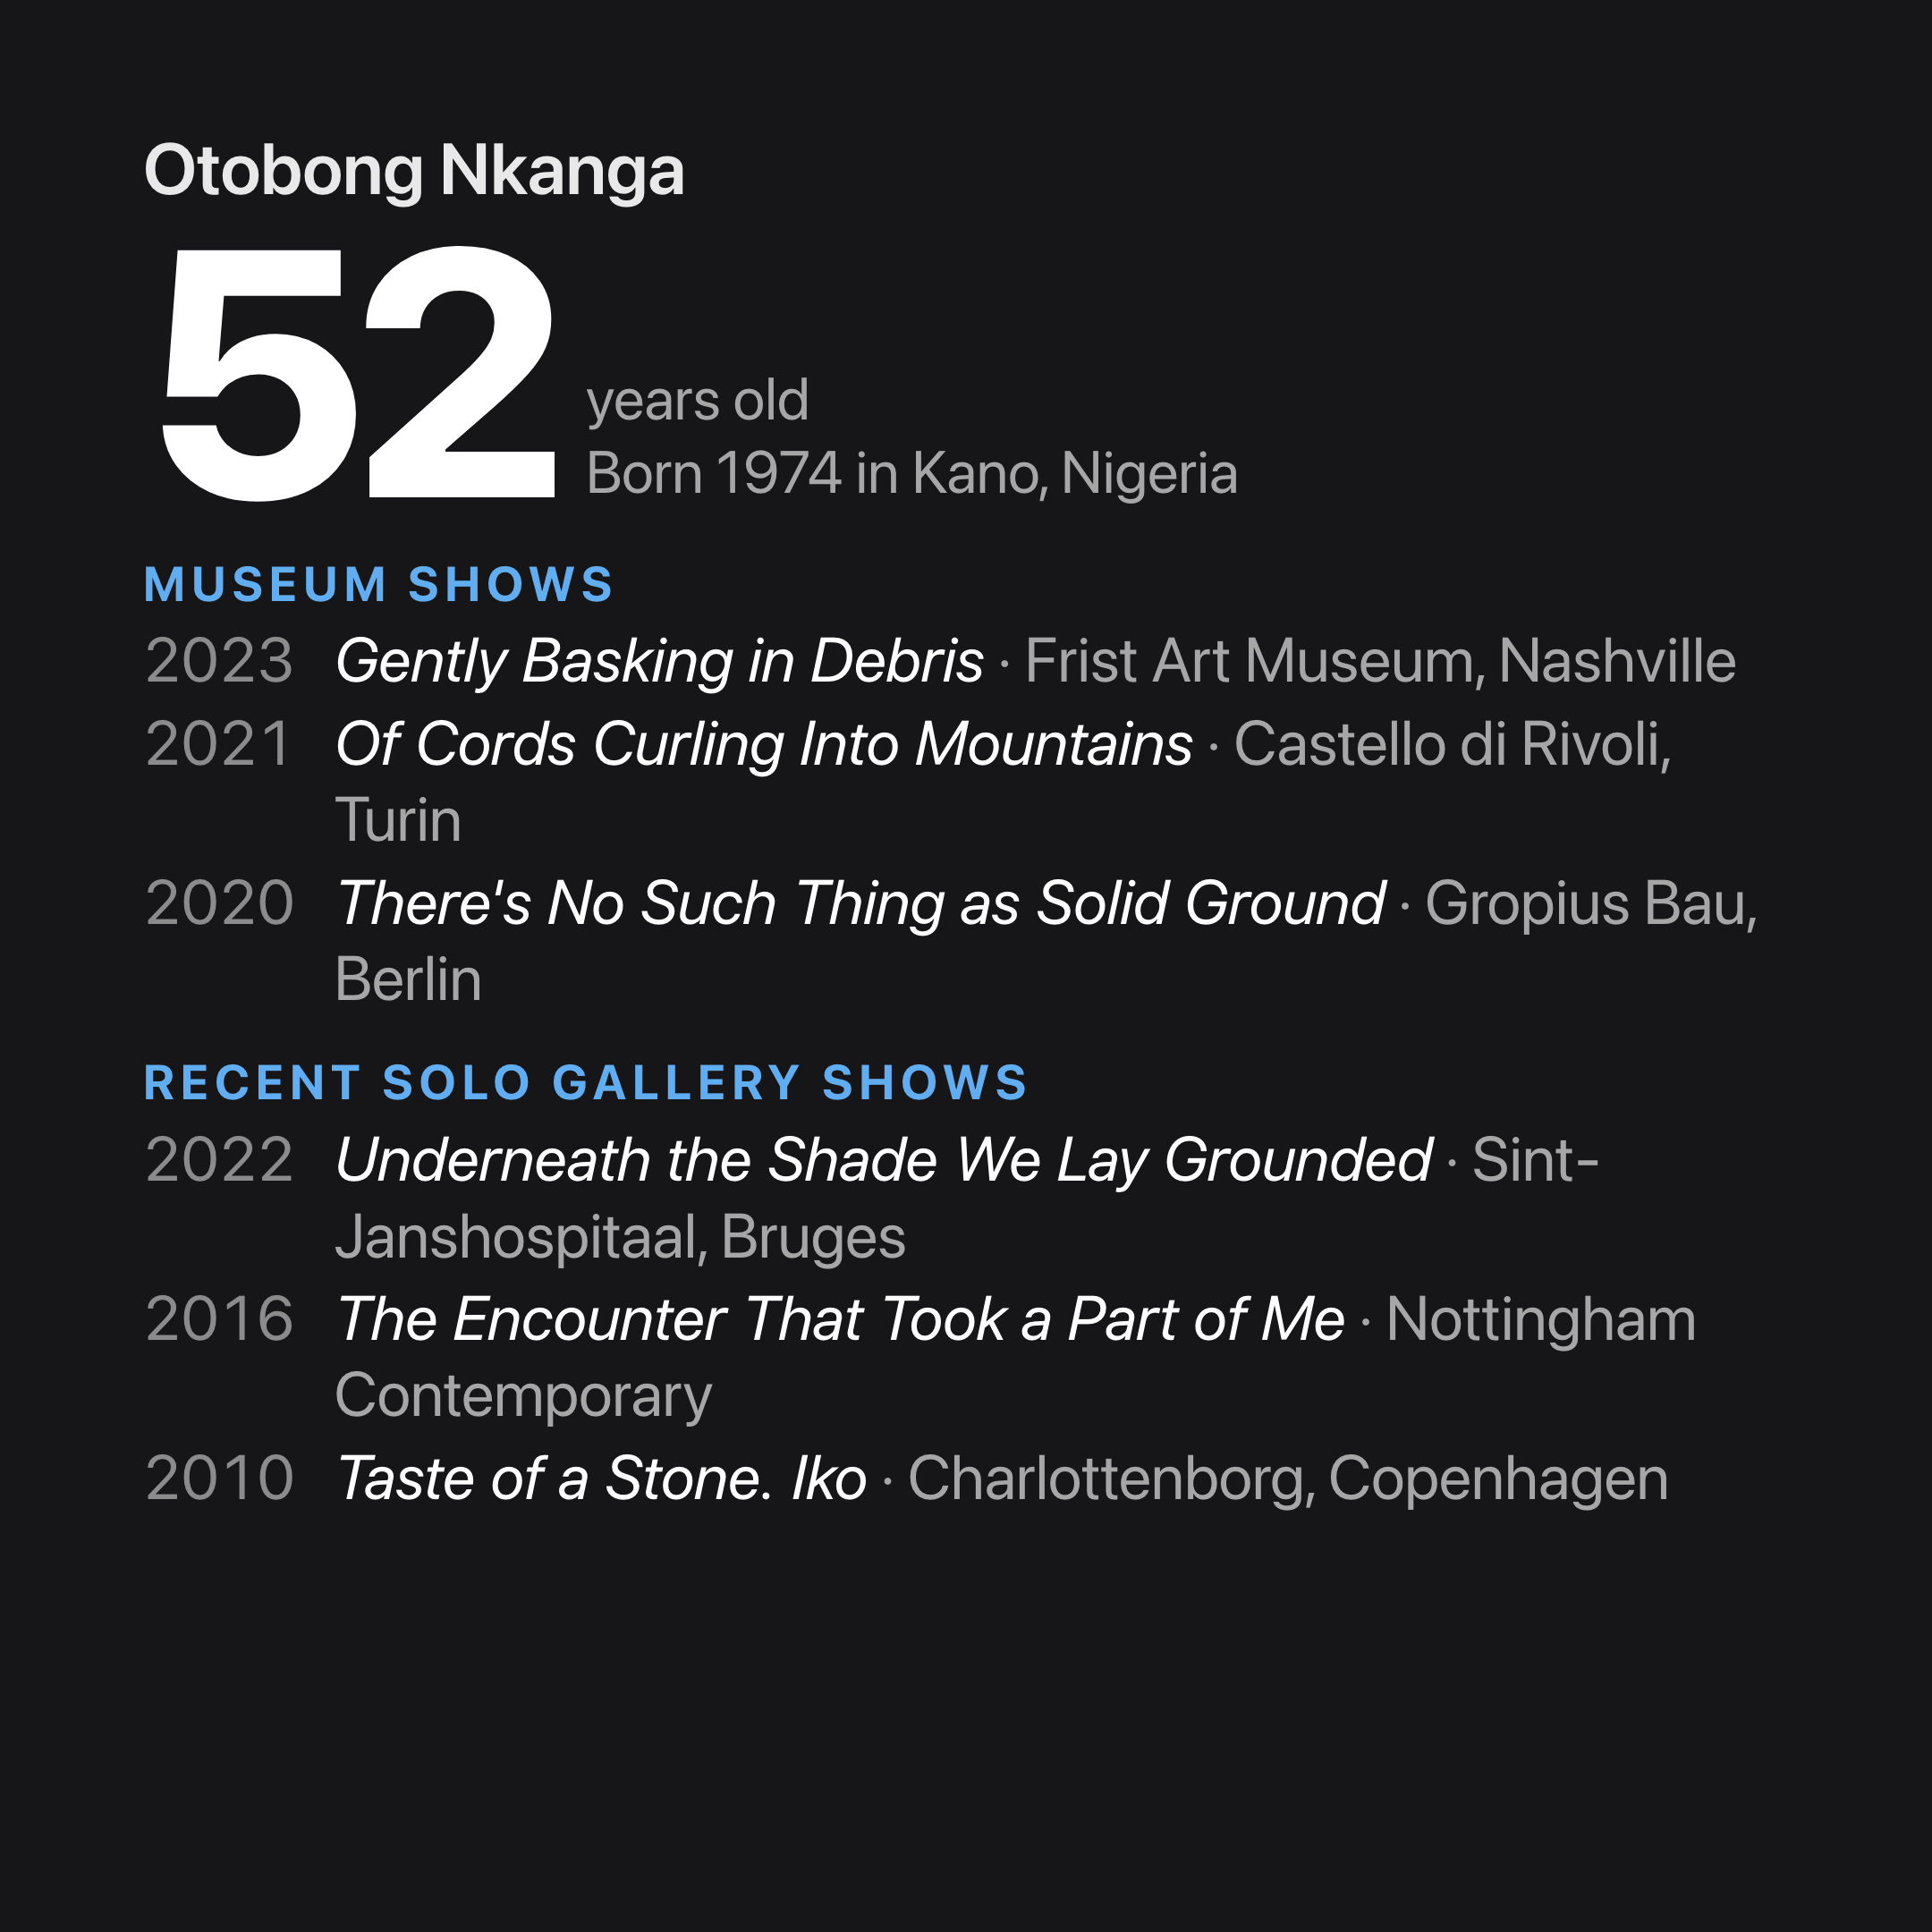 Otobong Nkanga
52
years old
Born 1974 in Kano, Nigeria
MUSEUM SHOWS
2023 Gently Basking in Debris · Frist Art Museum, Nashville
2021 Of Cords Curling Into Mountains · Castello di Rivoli,
Turin
2020 There's No Such Thing as Solid Ground · Gropius Bau,
Berlin
RECENT SOLO GALLERY SHOWS
2022 Underneath the Shade We Lay Grounded · Sint-
Janshospitaal, Bruges
2016 The Encounter That Took a Part of Me · Nottingham
Contemporary
2010 Taste of a Stone. Iko · Charlottenborg, Copenhagen